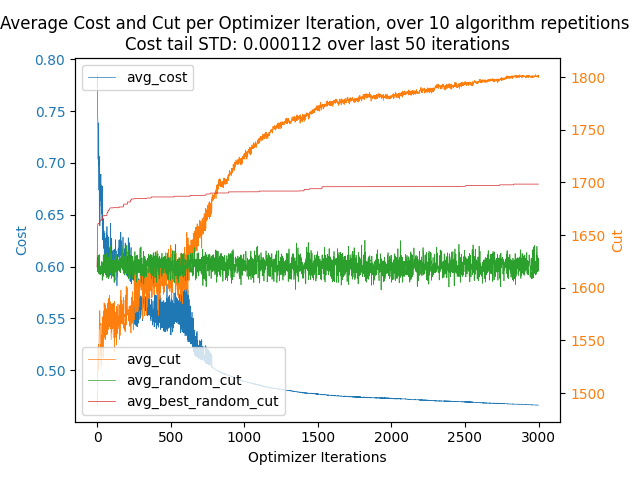 Average Cost and Cut per Optimizer Iteration, over 10 algorithm repetitions
Cost tail STD: 0.000112 over last 50 iterations
0.80
0.75
0.70
0.65
0.60
0.55
0.50
Cost
avg_cost
avg_cut
avg_random_cut
avg_best_random_cut
1800
1750
1700
1650
1600
1550
1500
Cut
0
500
1000
1500
2000
2500
3000
Optimizer Iterations